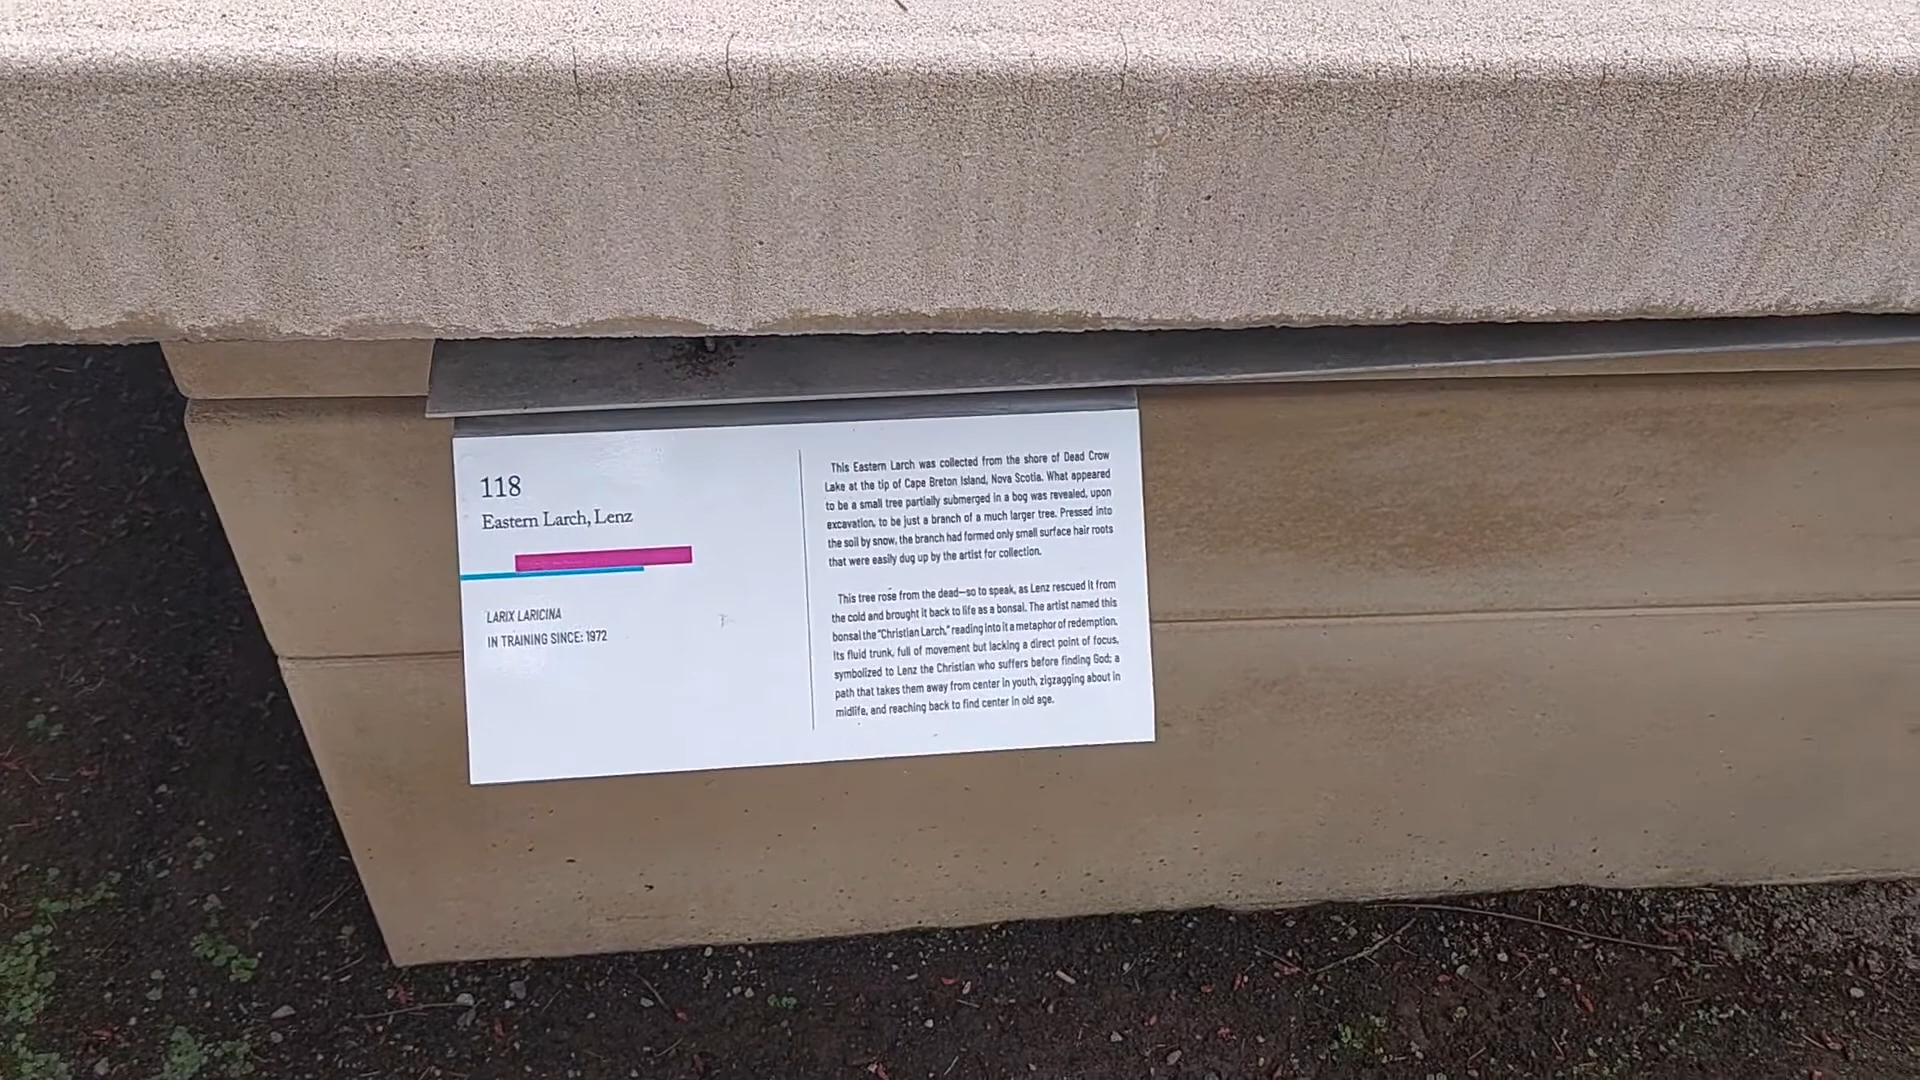 118
Eastern Larch, Lenz
LARIX LARICINA
IN TRAINING SINCE: 1972
This Eastern Larch was collected from the shore of Dead Crow
Lake at the tip of Cape Breton Island, Nova Scotia. What appeared
to be a small tree partially submerged in a bog was revealed, upon
excavation, to be just a branch of a much larger tree. Pressed into
the soil by snow, the branch had formed only small surface hair roots
that were easily dug up by the artist for collection.
This tree rose from the dead—so to speak, as Lenz rescued it from
the cold and brought it back to life as a bonsai. The artist named this
bonsai the "Christian Larch," reading into it a metaphor of redemption.
Its fluid trunk, full of movement but lacking a direct point of focus,
symbolized to Lenz the Christian who suffers before finding God; a
path that takes them away from center in youth, zigzagging about in
midlife, and reaching back to find center in old age.